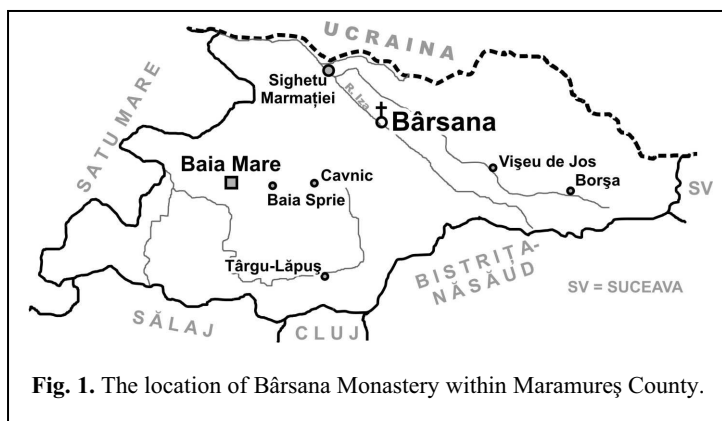 UCRAINA
Sighetu
Marmației
R. Iza
Bârsana
SATU MARE
Baia Mare
Cavnic
Baia Sprie
Vișeu de Jos
Borșa
SV
Târgu-Lăpuș
BISTRIȚA-
NĂSĂUD
SV = SUCEAVA
SĂLAJ
CLUJ
Fig. 1. The location of Bârsana Monastery within Maramureş County.